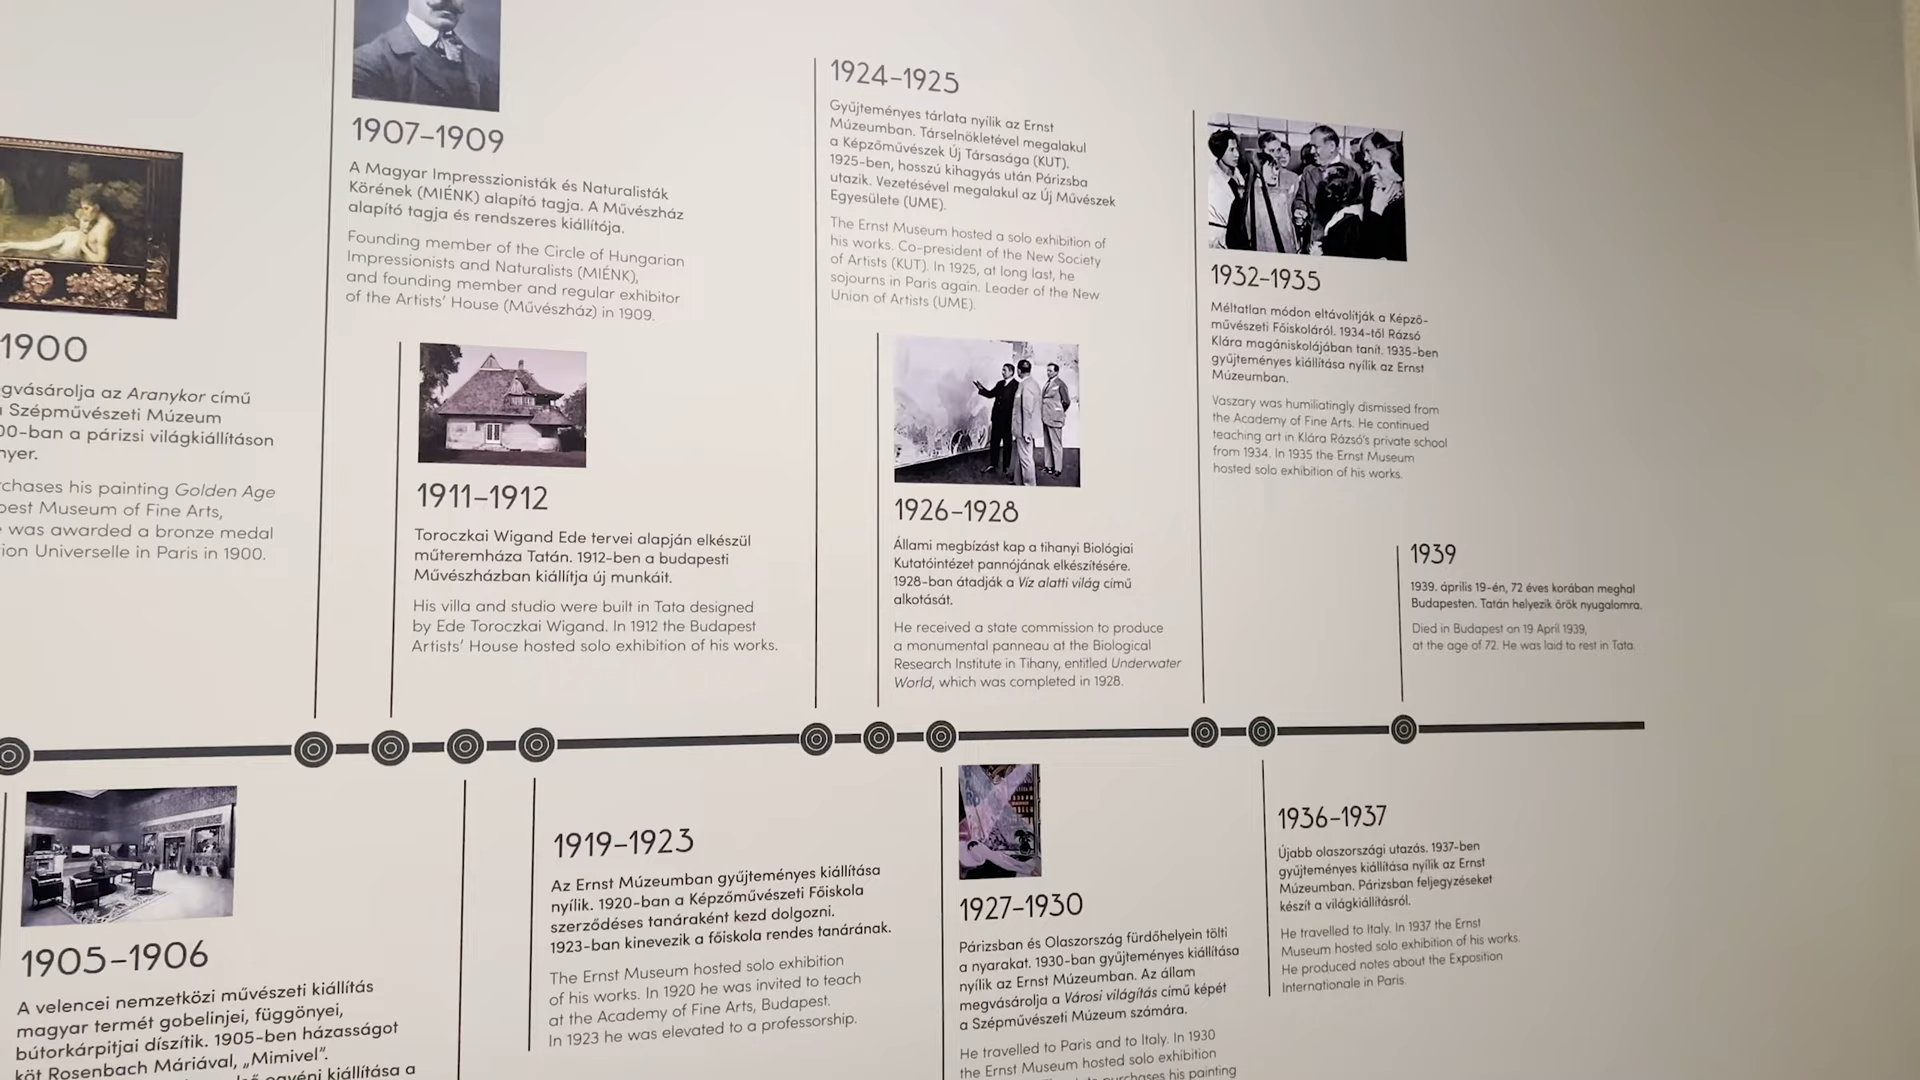 1900
gvásárolja az Aranykor című
Szépművészeti Múzeum
00-ban a párizsi világkiállításon
nyer.
chases his painting Golden Age
pest Museum of Fine Arts,
was awarded a bronze medal
ion Universelle in Paris in 1900.
1907–1909
A Magyar Impresszionisták és Naturalisták
Körének (MIÉNK) alapító tagja. A Művészház
alapító tagja és rendszeres kiállítója.
Founding member of the Circle of Hungarian
Impressionists and Naturalists (MIÉNK),
and founding member and regular exhibitor
of the Artists’ House (Művészház) in 1909.
1911–1912
Toroczkai Wigand Ede tervei alapján elkészül
műteremháza Tatán. 1912-ben a budapesti
Művészházban kiállítja új munkáit.
His villa and studio were built in Tata designed
by Ede Toroczkai Wigand. In 1912 the Budapest
Artists’ House hosted solo exhibition of his works.
1924–1925
Gyűjteményes tárlata nyílik az Ernst
Múzeumban. Társelnökletével megalakul
a Képzőművészek Új Társasága (KUT).
1925-ben, hosszú kihagyás után Párizsba
utazik. Vezetésével megalakul az Új Művészek
Egyesülete (UME).
The Ernst Museum hosted a solo exhibition of
his works. Co-president of the New Society
of Artists (KUT). In 1925, at long last, he
sojourns in Paris again. Leader of the New
Union of Artists (UME).
1926–1928
Állami megbízást kap a tihanyi Biológiai
Kutatóintézet pannójának elkészítésére.
1928-ban átadják a Víz alatti világ című
alkotását.
He received a state commission to produce
a monumental panneau at the Biological
Research Institute in Tihany, entitled Underwater
World, which was completed in 1928.
1932–1935
Méltatlan módon eltávolítják a Képző-
művészeti Főiskoláról. 1934-től Rázsó
Klára magániskolájában tanít. 1935-ben
gyűjteményes kiállítása nyílik az Ernst
Múzeumban.
Vaszary was humiliatingly dismissed from
the Academy of Fine Arts. He continued
teaching art in Klára Rázsó’s private school
from 1934. In 1935 the Ernst Museum
hosted solo exhibition of his works.
1939
1939. április 19-én, 72 éves korában meghal
Budapesten. Tatán helyezik örök nyugalomra.
Died in Budapest on 19 April 1939,
at the age of 72. He was laid to rest in Tata.
1905–1906
A velencei nemzetközi művészeti kiállítás
magyar termét gobelinjei, függönyei,
bútorkárpitjai díszítik. 1905-ben házasságot
köt Rosenbach Máriával, „Mimivel”.
egyéni kiállítása a
1919–1923
Az Ernst Múzeumban gyűjteményes kiállítása
nyílik. 1920-ban a Képzőművészeti Főiskola
szerződéses tanáraként kezd dolgozni.
1923-ban kinevezik a főiskola rendes tanárának.
The Ernst Museum hosted solo exhibition
of his works. In 1920 he was invited to teach
at the Academy of Fine Arts, Budapest.
In 1923 he was elevated to a professorship.
1927–1930
Párizsban és Olaszország fürdőhelyein tölti
a nyarakat. 1930-ban gyűjteményes kiállítása
nyílik az Ernst Múzeumban. Az állam
megvásárolja a Városi világítás című képét
a Szépművészeti Múzeum számára.
He travelled to Paris and to Italy. In 1930
the Ernst Museum hosted solo exhibition
purchases his painting
1936–1937
Újabb olaszországi utazás. 1937-ben
gyűjteményes kiállítása nyílik az Ernst
Múzeumban. Párizsban feljegyzéseket
készít a világkiállításról.
He travelled to Italy. In 1937 the Ernst
Museum hosted solo exhibition of his works.
He produced notes about the Exposition
Internationale in Paris.